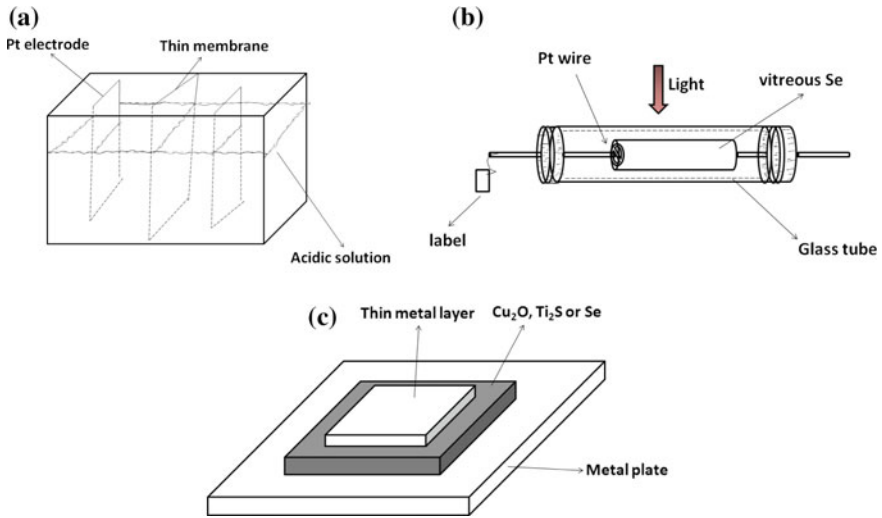 (a)
Pt electrode
Thin membrane
Acidic solution
(b)
Pt wire
Light
vitreous Se
label
Glass tube
(c)
Thin metal layer
Cu₂O, Ti₂S or Se
Metal plate